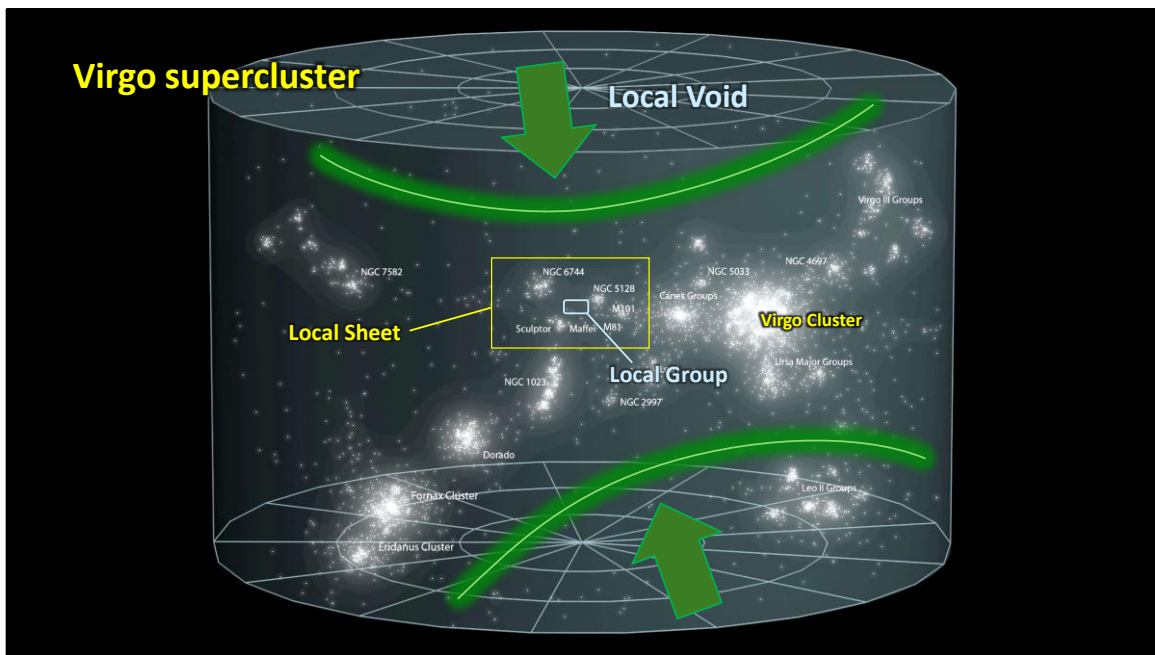 Virgo supercluster
Local Void
Virgo III Groups
NGC 7582
NGC 6744
NGC 5033
NGC 4697
NGC 5128
Canes Groups
M101
Virgo Cluster
Local Sheet
Sculptor
Maffei
M81
Ursa Major Groups
Local Group
NGC 1023
NGC 2997
Dorado
Leo II Groups
Fornax Cluster
Eridanus Cluster